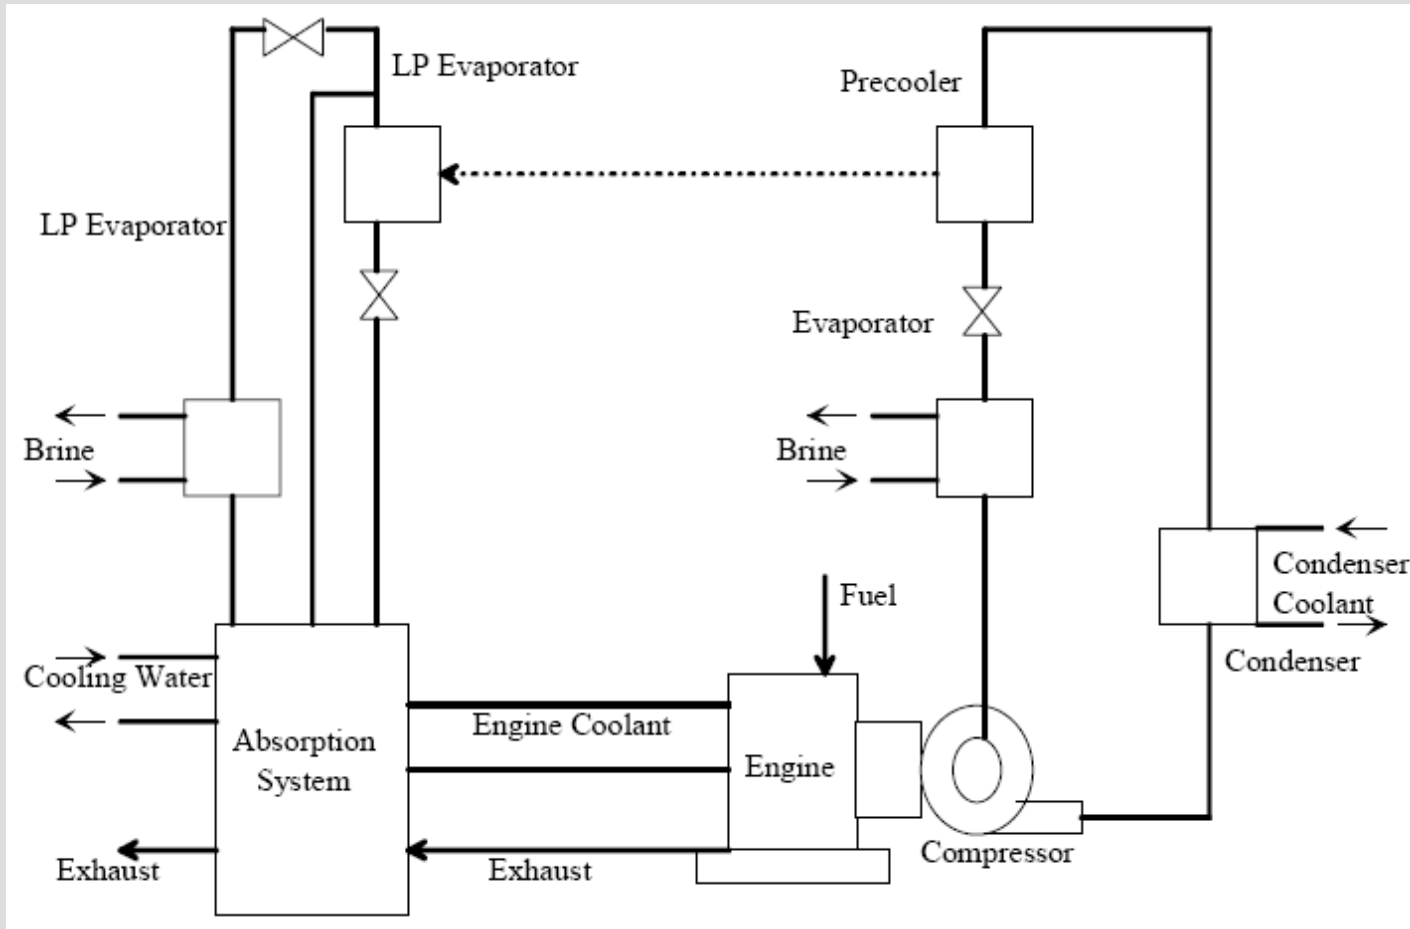 LP Evaporator
Precooler
LP Evaporator
Evaporator
Brine
Brine
Fuel
Condenser
Coolant
Condenser
Cooling Water
Engine Coolant
Absorption
System
Engine
Compressor
Exhaust
Exhaust